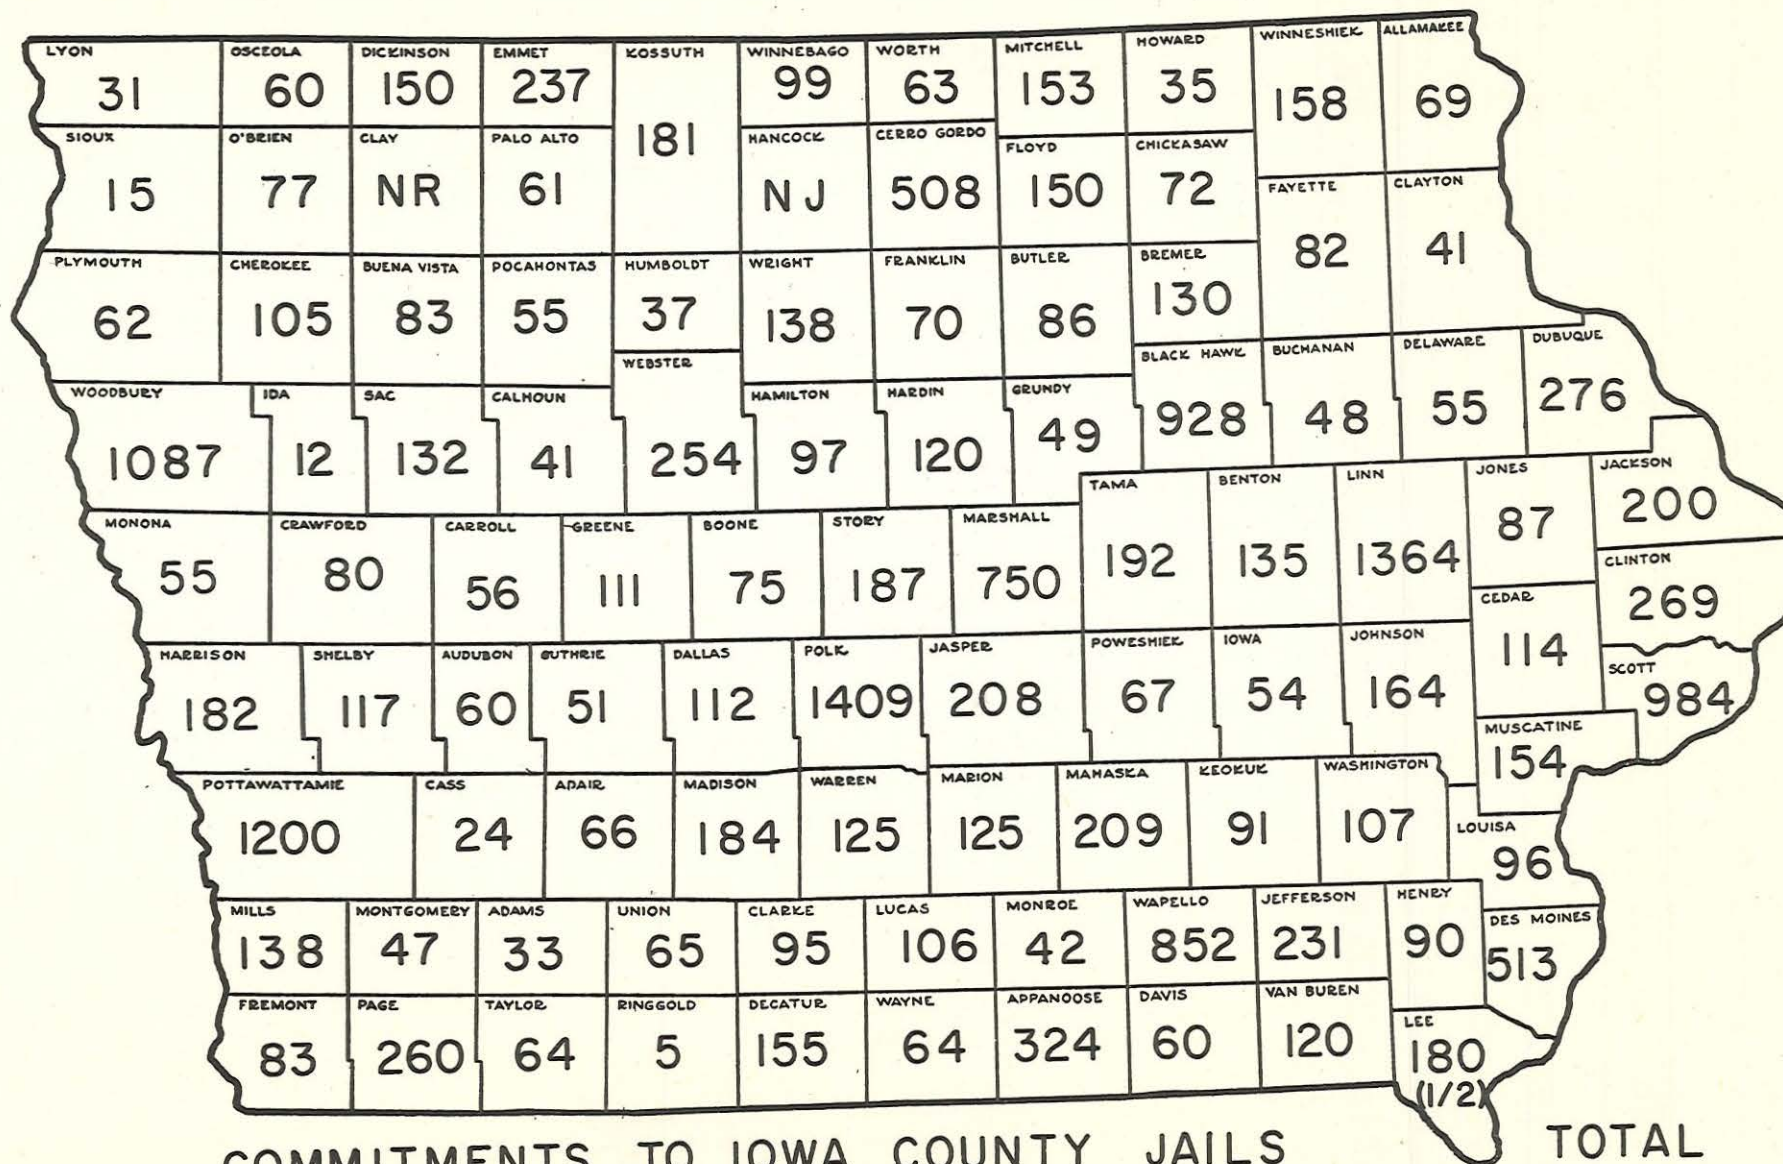 LYON
31
OSCEOLA
60
DICKINSON
150
EMMET
237
KOSSUTH
181
WINNEBAGO
99
WORTH
63
MITCHELL
153
HOWARD
35
WINNESHIEK
158
ALLAMAKEE
69
SIOUX
15
O'BRIEN
77
CLAY
NR
PALO ALTO
61
HANCOCK
NJ
CERRO GORDO
508
FLOYD
150
CHICKASAW
72
FAYETTE
82
CLAYTON
41
PLYMOUTH
62
CHEROKEE
105
BUENA VISTA
83
POCAHONTAS
55
HUMBOLDT
37
WRIGHT
138
FRANKLIN
70
BUTLER
86
BREMER
130
WOODBURY
1087
IDA
12
SAC
132
CALHOUN
41
WEBSTER
254
HAMILTON
97
HARDIN
120
GRUNDY
49
BLACK HAWK
928
BUCHANAN
48
DELAWARE
55
DUBUQUE
276
MONONA
55
CRAWFORD
80
CARROLL
56
GREENE
111
BOONE
75
STORY
187
MARSHALL
750
TAMA
192
BENTON
135
LINN
1364
JONES
87
JACKSON
200
CLINTON
269
CEDAR
114
SCOTT
984
HARRISON
182
SHELBY
117
AUDUBON
60
GUTHRIE
51
DALLAS
112
POLK
1409
JASPER
208
POWESHIEK
67
IOWA
54
JOHNSON
164
MUSCATINE
154
POTTAWATTAMIE
1200
CASS
24
ADAIR
66
MADISON
184
WARREN
125
MARION
125
MAHASKA
209
KEOKUK
91
WASHINGTON
107
LOUISA
96
MILLS
138
MONTGOMERY
47
ADAMS
33
UNION
65
CLARKE
95
LUCAS
106
MONROE
42
WAPELLO
852
JEFFERSON
231
HENRY
90
DES MOINES
513
FREMONT
83
PAGE
260
TAYLOR
64
RINGGOLD
5
DECATUR
155
WAYNE
64
APPANOOSE
324
DAVIS
60
VAN BUREN
120
LEE
180
(1/2)
COMMITMENTS TO IOWA COUNTY JAILS
TOTAL